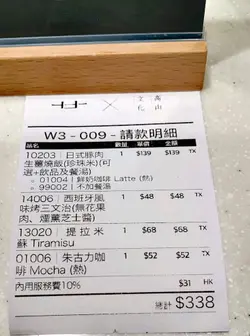 廿 × 文化 高山
W3 - 009 - 請款明細
品名 數量 單價 金額
10203 | 日式豚肉 1 $139 $139 TX
生薑燒飯(珍珠米)(可
選+飲品及餐湯)
01004 | 鮮奶咖啡 Latte (熱)
99002 | 不加餐湯
14006 | 西班牙風 1 $48 $48 TX
味烤三文治(無花果
肉、煙薰芝士醬)
13020 | 提拉米 1 $68 $68 TX
蘇 Tiramisu
01006 | 朱古力咖 1 $52 $52 TX
啡 Mocha (熱)
內用服務費10% $31 HK
總計 $338